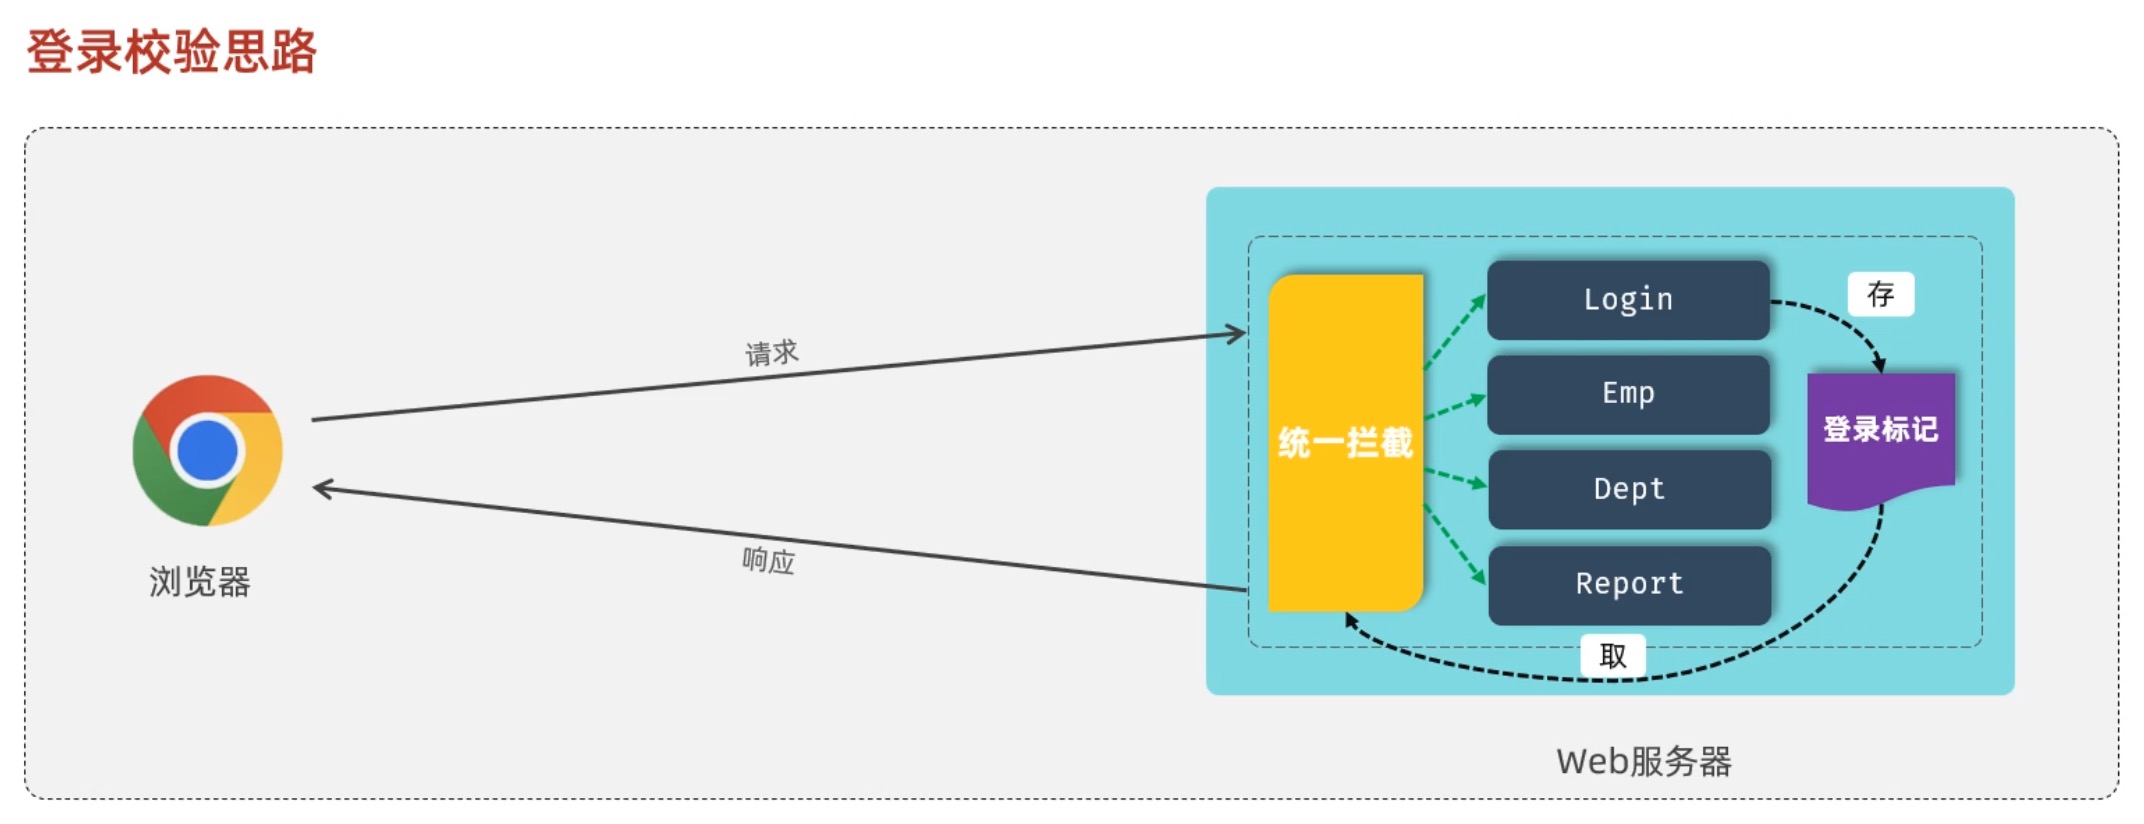 登录校验思路
请求
响应
浏览器
统一拦截
Login
Emp
Dept
Report
存
登录标记
取
Web服务器